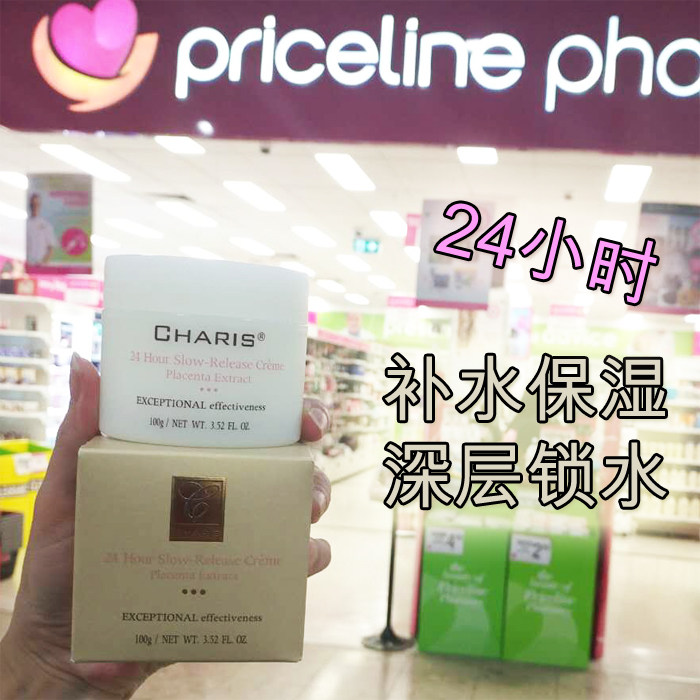 priceline pha
24小时
CHARIS®
24 Hour Slow-Release Crème
Placenta Extract
EXCEPTIONAL effectiveness
100g / NET WT. 3.52 FL. OZ
补水保湿
深层锁水
24 Hour Slow-Release Crème
Placenta Extract
EXCEPTIONAL effectiveness
100g / NET WT. 3.52 FL. OZ